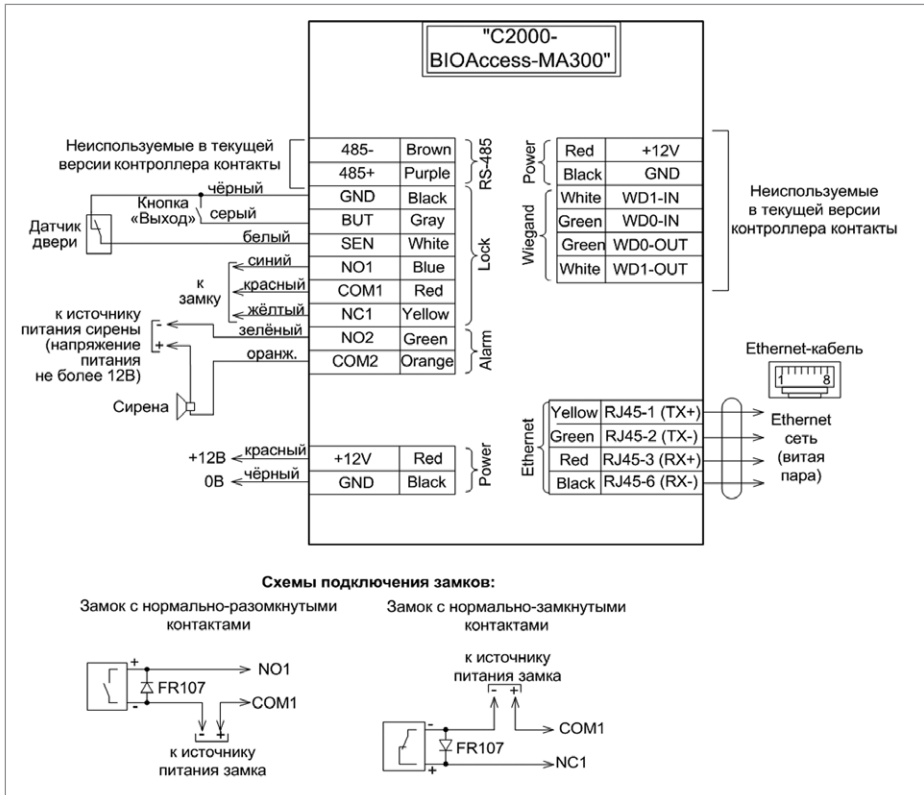 "C2000-
BIOAccess-MA300"
Неиспользуемые в текущей
версии контроллера контакты
485- Brown
485+ Purple
RS-485
чёрный
GND Black
Кнопка
«Выход»
серый
BUT Gray
Датчик
двери
белый
SEN White
Lock
синий
NO1 Blue
к
замку
красный
COM1 Red
жёлтый
NC1 Yellow
к источнику
питания сирены
(напряжение
питания
не более 12В)
-
+
зелёный
NO2 Green
оранж.
COM2 Orange
Alarm
Сирена
+12В
красный
+12V Red
0В
чёрный
GND Black
Power
Power
Red +12V
Black GND
Wiegand
White WD1-IN
Green WD0-IN
Green WD0-OUT
White WD1-OUT
Неиспользуемые
в текущей версии
контроллера контакты
Ethernet-кабель
1 8
Ethernet
Yellow RJ45-1 (TX+)
Green RJ45-2 (TX-)
Red RJ45-3 (RX+)
Black RJ45-6 (RX-)
Ethernet
сеть
(витая
пара)
Схемы подключения замков:
Замок с нормально-разомкнутыми
контактами
+
NO1
FR107
-
COM1
- +
к источнику
питания замка
Замок с нормально-замкнутыми
контактами
к источнику
питания замка
- +
-
COM1
FR107
+
NC1